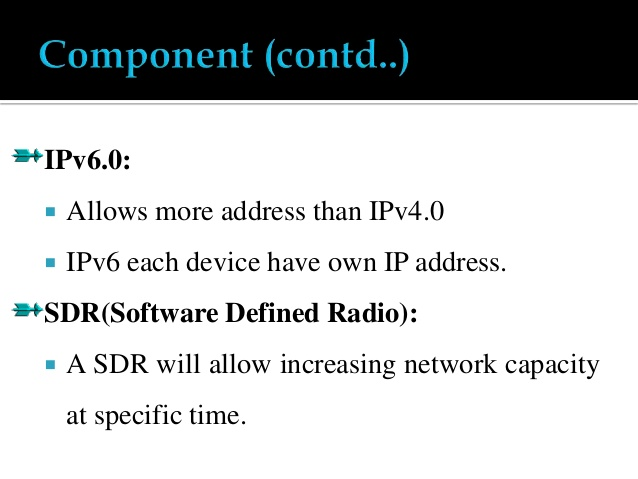 Component (contd..)
IPv6.0:
Allows more address than IPv4.0
IPv6 each device have own IP address.
SDR(Software Defined Radio):
A SDR will allow increasing network capacity
at specific time.